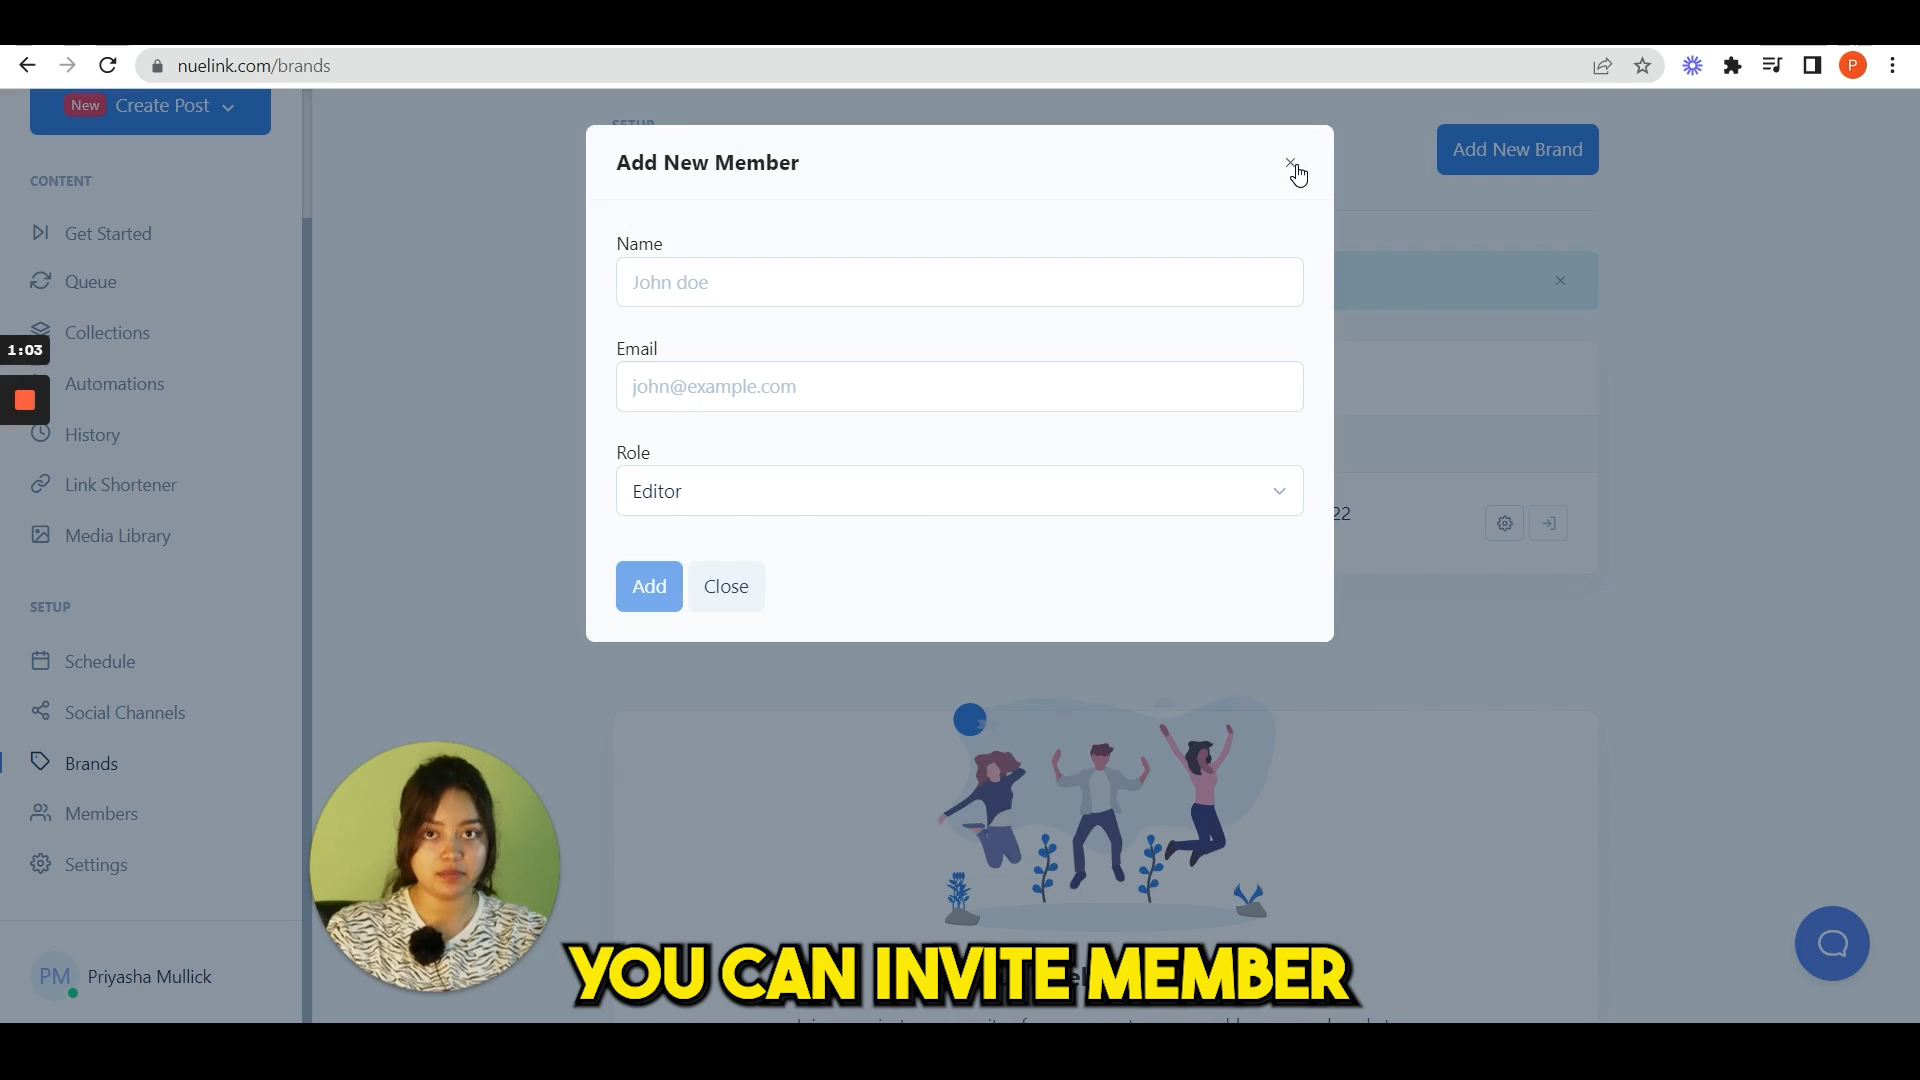 nuelink.com/brands
P
New Create Post
SETUP
Add New Member
Add New Brand
CONTENT
Get Started
Queue
Collections
Automations
History
Link Shortener
Media Library
1:03
Name
John doe
Email
john@example.com
Role
Editor
22
Add Close
SETUP
Schedule
Social Channels
Brands
Members
Settings
PM Priyasha Mullick
YOU CAN INVITE MEMBER